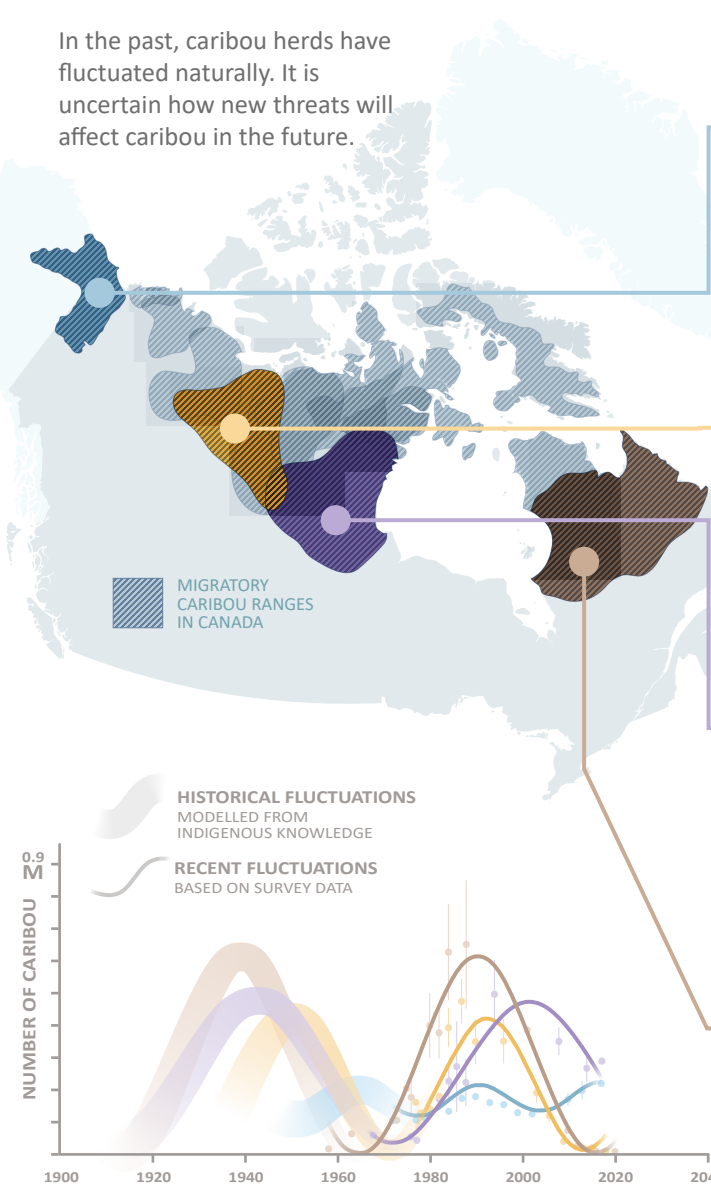 In the past, caribou herds have
fluctuated naturally. It is
uncertain how new threats will
affect caribou in the future.
MIGRATORY
CARIBOU RANGES
IN CANADA
HISTORICAL FLUCTUATIONS
MODELLED FROM
INDIGENOUS KNOWLEDGE
RECENT FLUCTUATIONS
BASED ON SURVEY DATA
0.9
M
NUMBER OF CARIBOU
1900 1920 1940 1960 1980 2000 2020 204